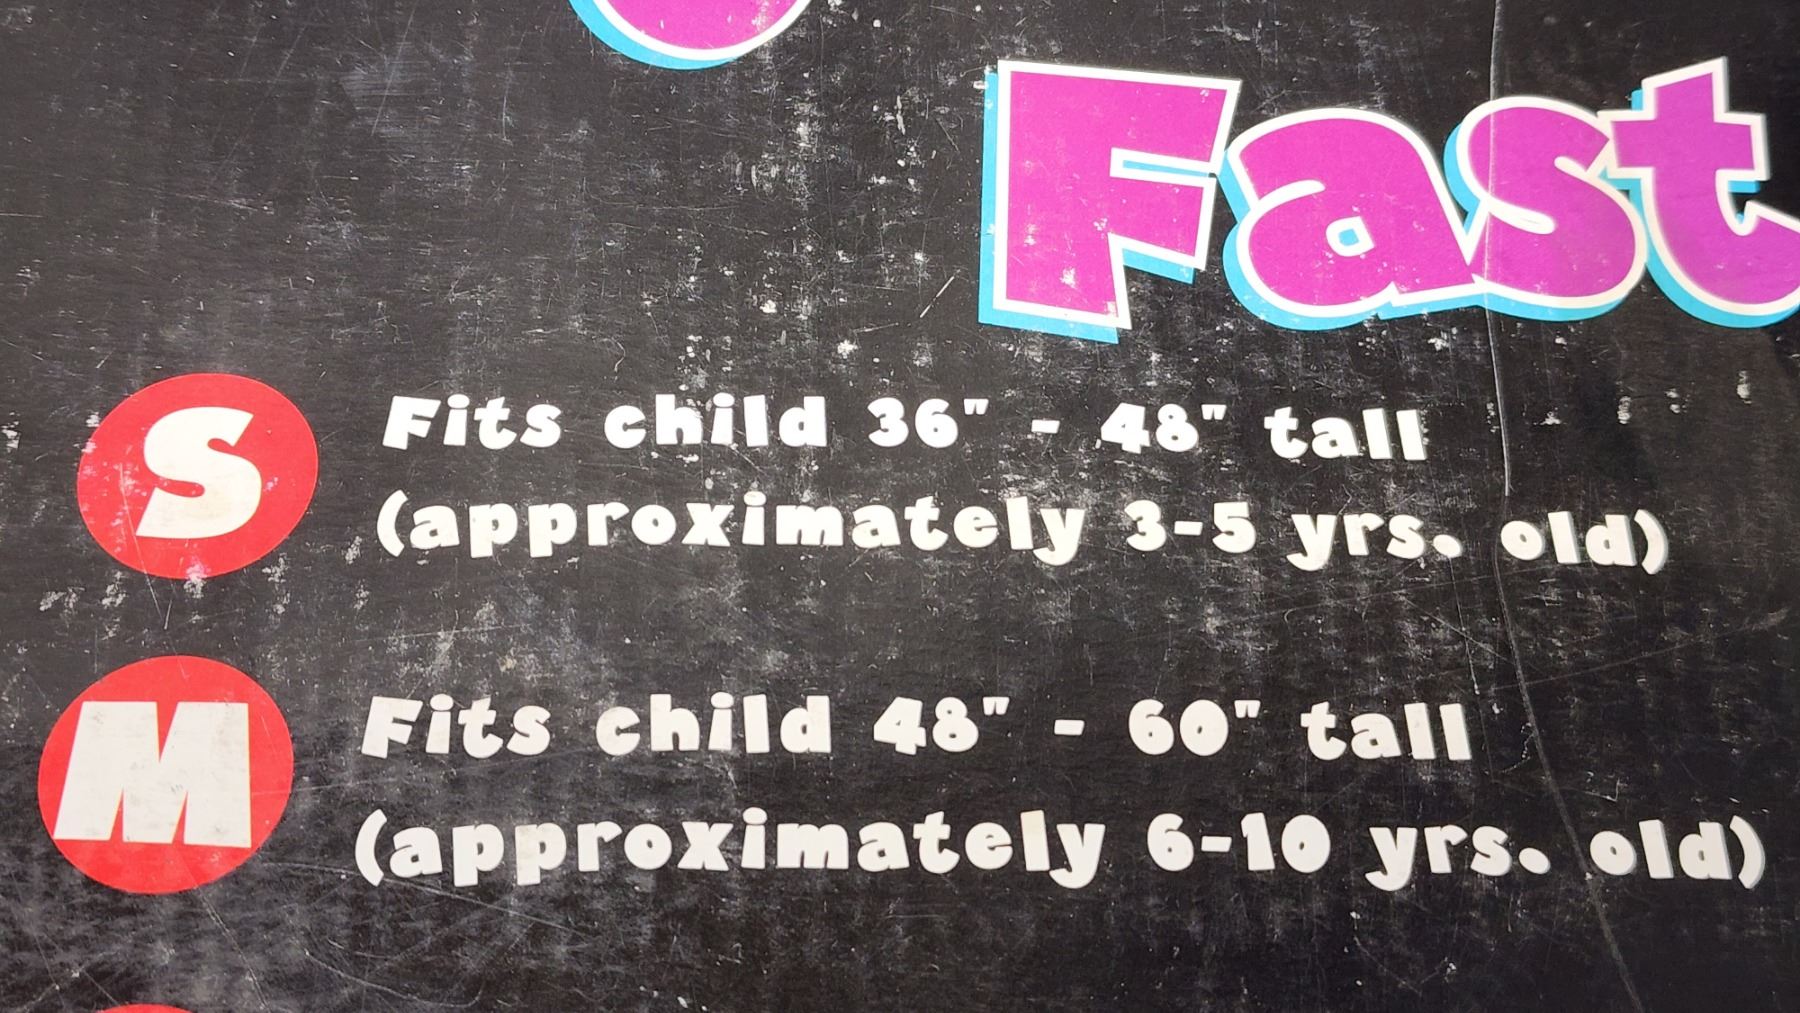 Fast
S
Fits child 36" - 48" tall
(approximately 3-5 yrs. old)
M
Fits child 48" - 60" tall
(approximately 6-10 yrs. old)